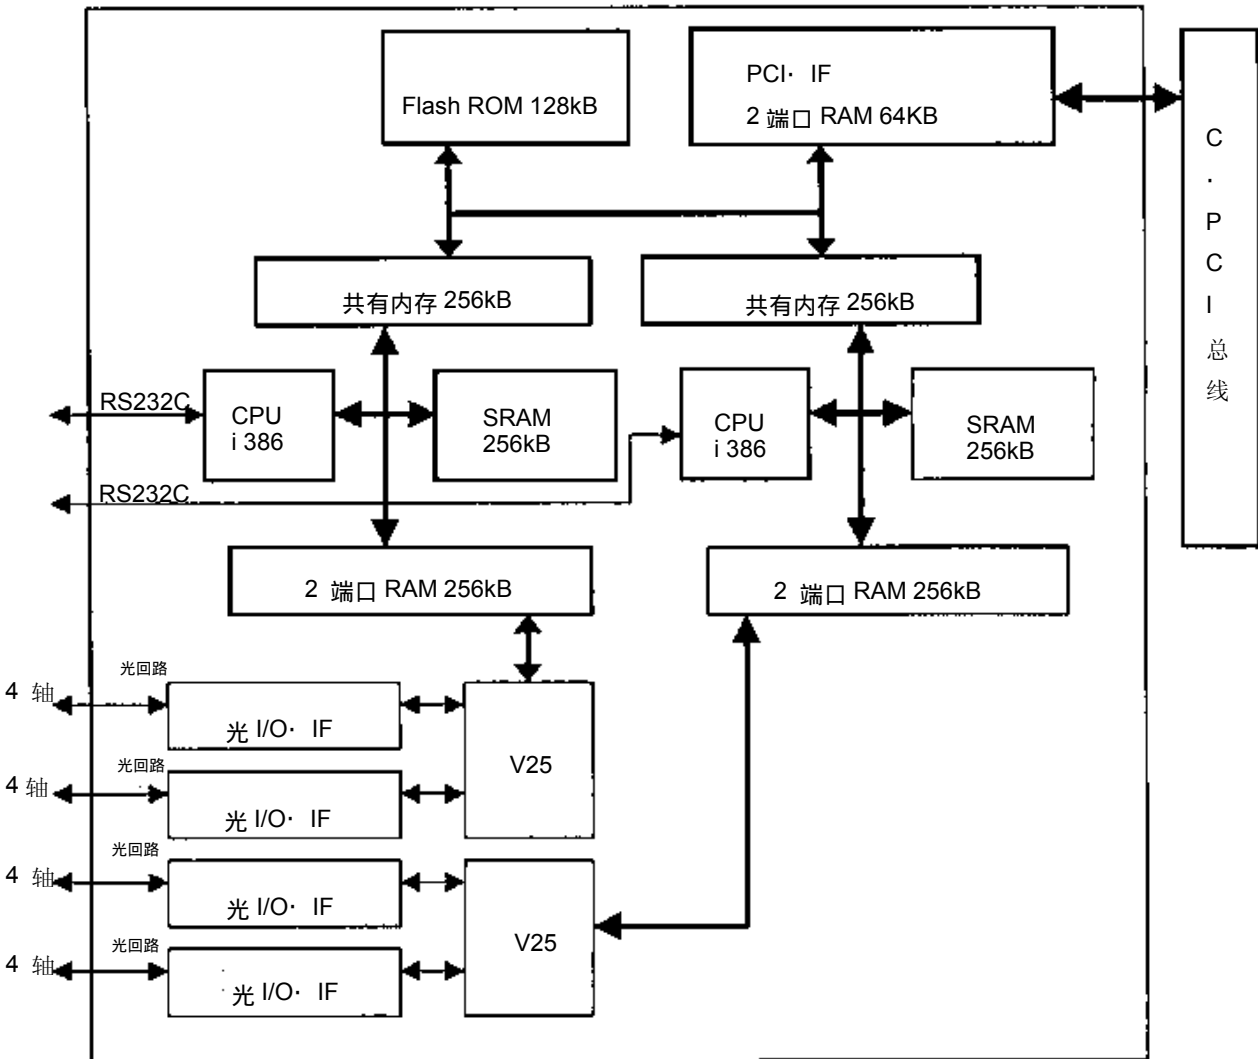 PCI· IF
Flash ROM 128kB
2 端口 RAM 64KB
C
·
P
C
I
总
线
共有内存 256kB
共有内存 256kB
RS232C
CPU
i 386
SRAM
256kB
CPU
i 386
SRAM
256kB
RS232C
2 端口 RAM 256kB
2 端口 RAM 256kB
光回路
4 轴
光 I/O· IF
V25
光回路
4 轴
光 I/O· IF
光回路
4 轴
光 I/O· IF
V25
光回路
4 轴
光 I/O· IF